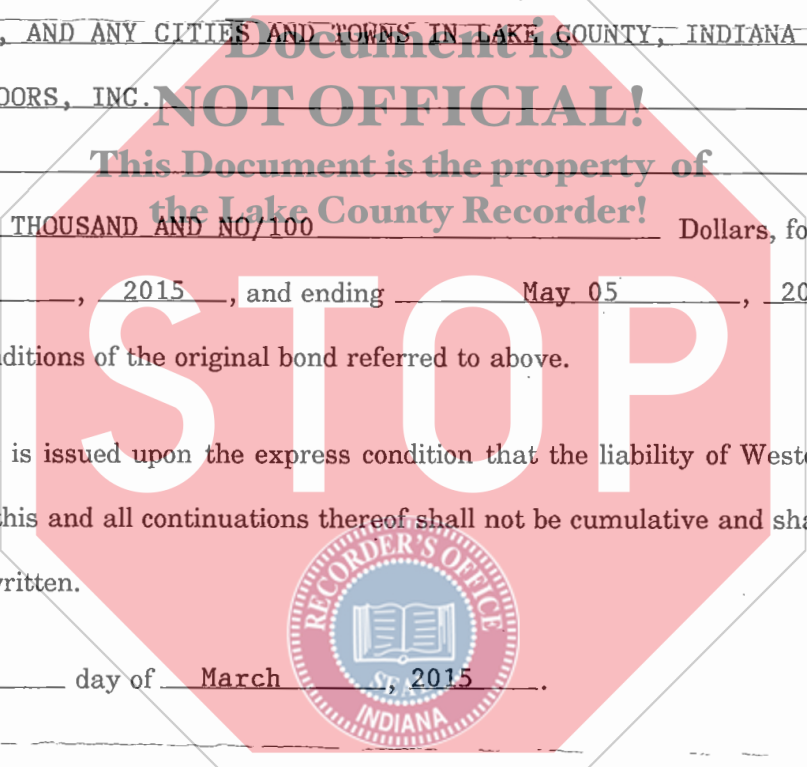 , AND ANY CITIES AND TOWNS IN LAKE COUNTY, INDIANA
Document is
OORS, INC.
NOT OFFICIAL!
This Document is the property of
the Lake County Recorder!
THOUSAND AND NO/100 Dollars, fo
, 2015 , and ending May 05 , 20
STOP
ditions of the original bond referred to above.
is issued upon the express condition that the liability of Weste
this and all continuations thereof shall not be cumulative and sha
written.
RECORDER'S OFFICE
SEAL
INDIANA
day of March , 2015 .